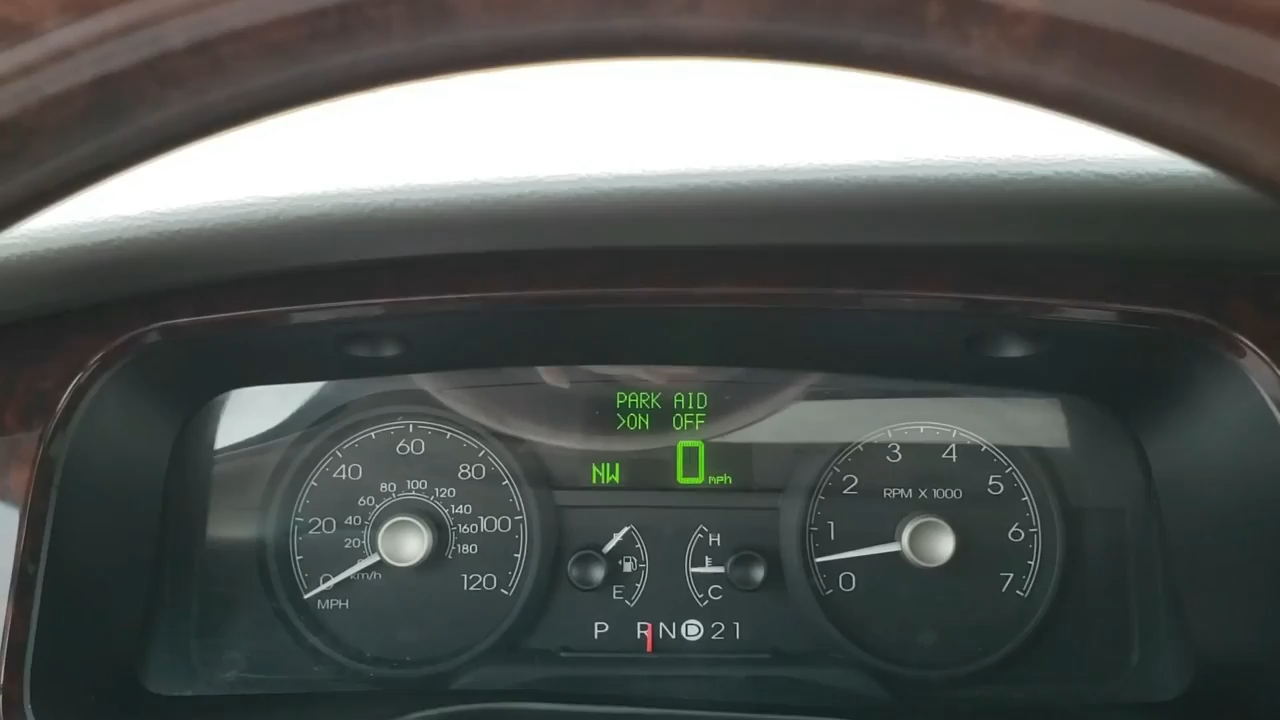 PARK AID
>ON OFF
NW 0 mph
0 20 40 60 80 100 120
MPH
20 40 60 80 100 120 140 160 180
km/h
F
E
H
C
0 1 2 3 4 5 6 7
RPM X 1000
P R N D 2 1